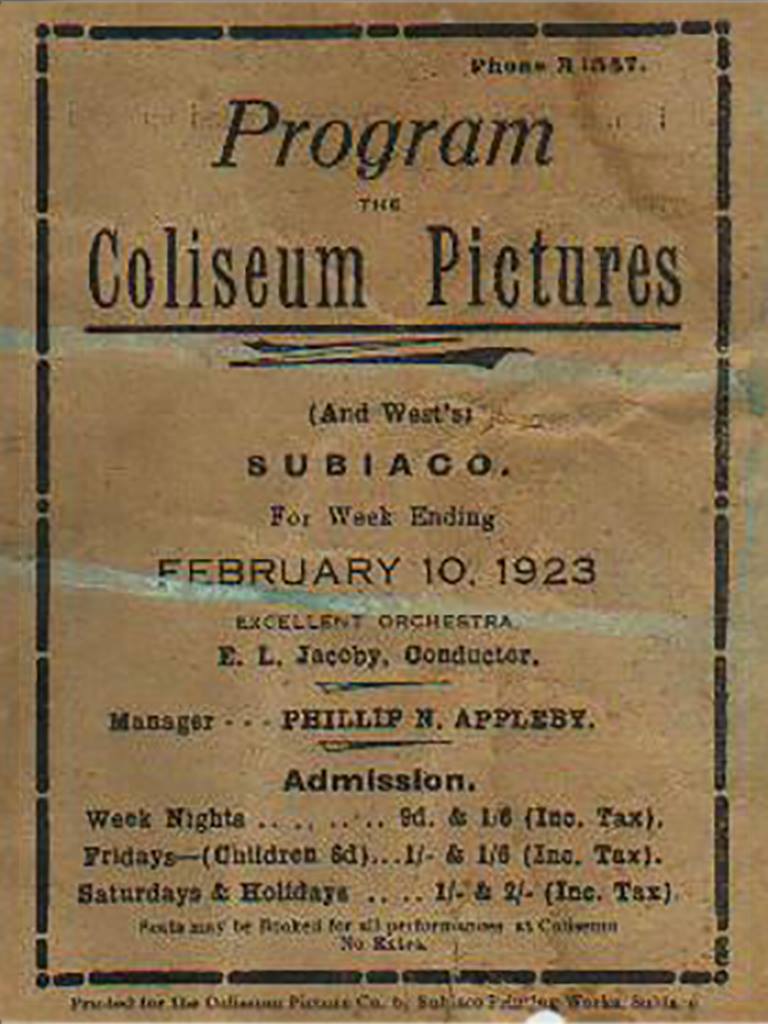 Phone A 1557.
Program
THE
Coliseum Pictures
(And West's)
SUBIACO.
For Week Ending
FEBRUARY 10, 1923
EXCELLENT ORCHESTRA
E. L. Jacoby, Conductor.
Manager - - - PHILLIP N. APPLEBY.
Admission.
Week Nights .. .. .. .. 9d. & 1/6 (Inc. Tax).
Fridays—(Children 6d)...1/- & 1/6 (Inc. Tax).
Saturdays & Holidays .. .. 1/- & 2/- (Inc. Tax).
Seats may be Booked for all performances at Coliseum
No Extra.
Printed for the Coliseum Picture Co. by Subiaco Printing Works, Subiaco